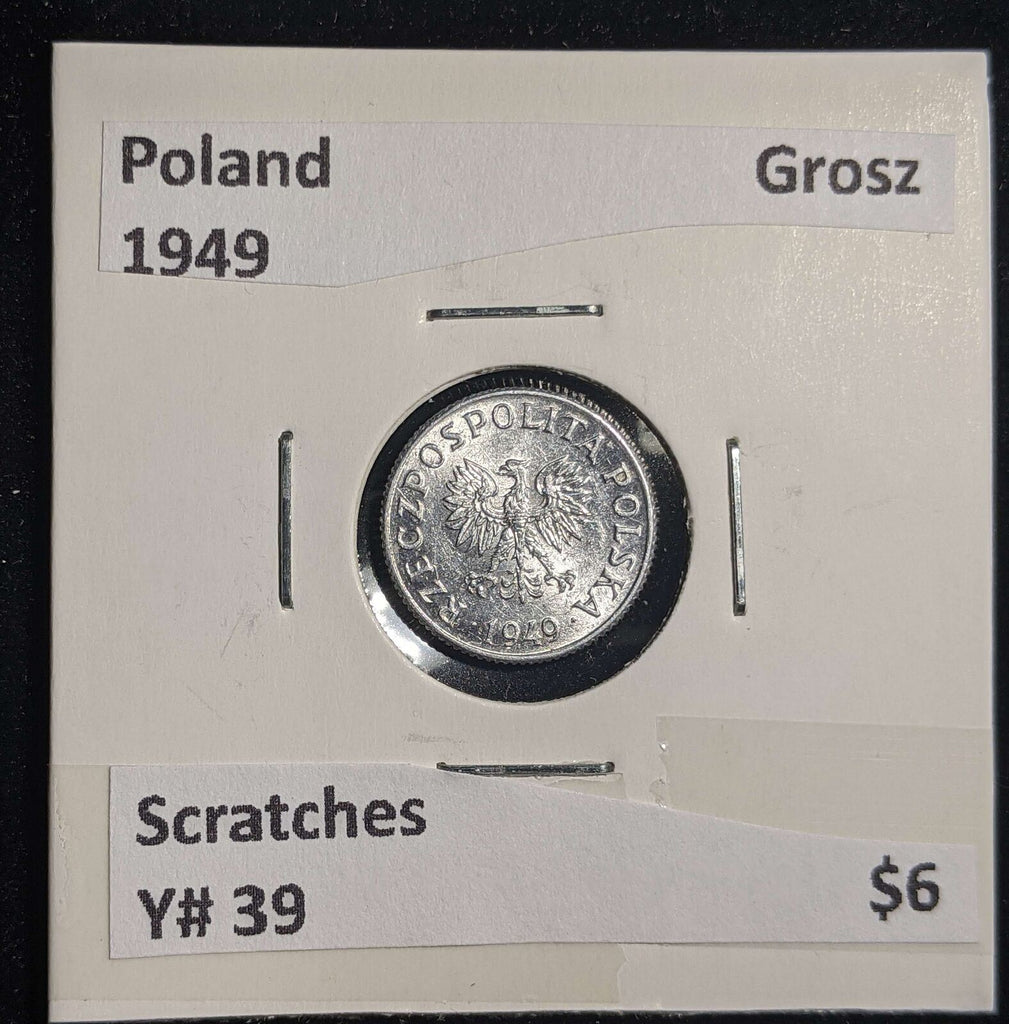 Poland Grosz
1949
RZECZPOSPOLITA POLSKA
· 1949 ·
Scratches
Y# 39 $6